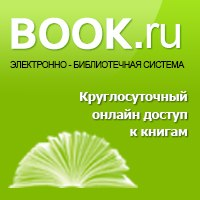 BOOK.ru
ЭЛЕКТРОННО - БИБЛИОТЕЧНАЯ СИСТЕМА
Круглосуточный
онлайн доступ
к книгам